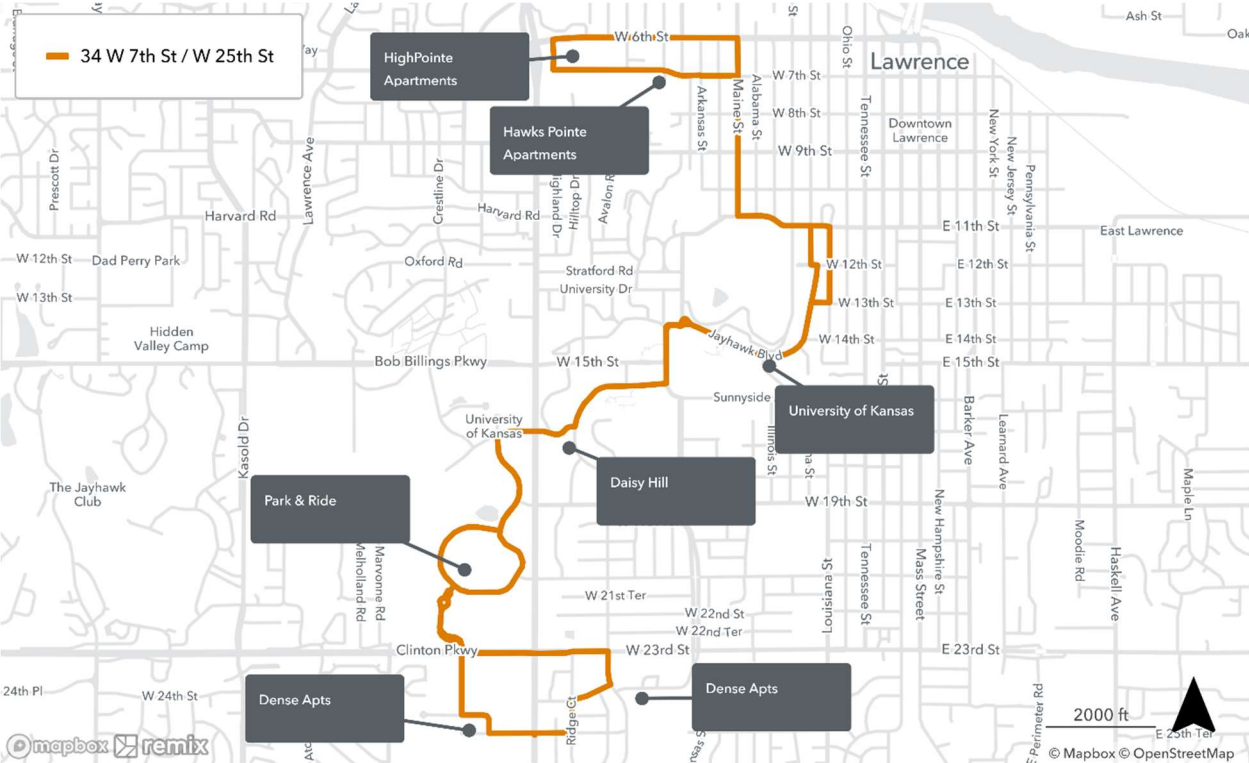 34 W 7th St / W 25th St
HighPointe
Apartments
Hawks Pointe
Apartments
W 6th St
Ohio St
Lawrence
Ash St
W 7th St
Maine St
Alabama St
Arkansas St
W 8th St
Tennessee St
Downtown
Lawrence
W 9th St
New York St
New Jersey St
Pennsylvania St
Prescott Dr
Lawrence Ave
Crestline Dr
Hilltop Dr
Harvard Rd
Harvard Rd
E 11th St
East Lawrence
W 12th St
Dad Perry Park
Oxford Rd
Stratford Rd
W 12th St
E 12th St
University Dr
W 13th St
W 13th St
E 13th St
Hidden
Valley Camp
Jayhawk Blvd
W 14th St
E 14th St
Bob Billings Pkwy
W 15th St
E 15th St
Sunnyside
University of Kansas
University
of Kansas
Kasold Dr
Barker Ave
Learnard Ave
Illinois St
The Jayhawk
Club
Park & Ride
Daisy Hill
W 19th St
Maple Ln
New Hampshire St
Moodie Rd
Haskell Ave
Melholland Rd
Marvonne Rd
Louisiana St
Tennessee St
Mass Street
W 21st Ter
W 22nd St
W 22nd Ter
Clinton Pkwy
W 23rd St
E 23rd St
24th Pl
W 24th St
Dense Apts
Dense Apts
Ridge Ct
2000 ft
E 25th Ter
mapbox remix
© Mapbox © OpenStreetMap